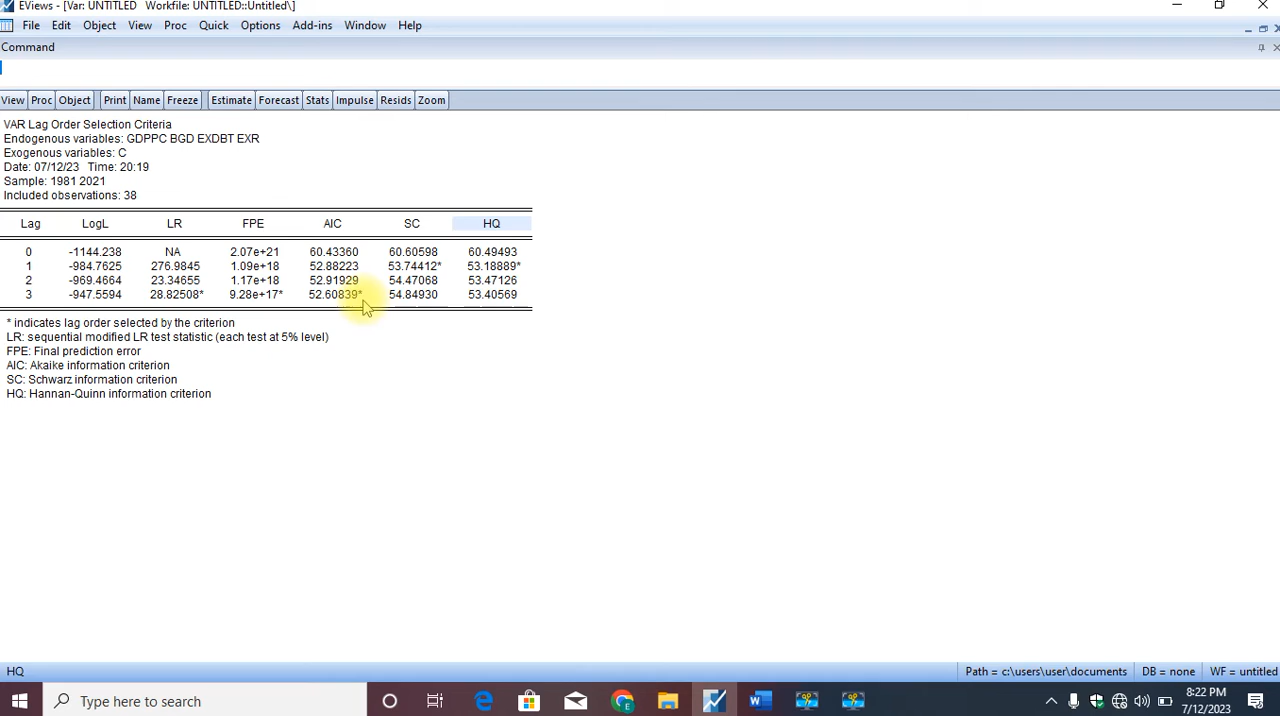 EViews - [Var: UNTITLED   Workfile: UNTITLED::Untitled\]
File Edit Object View Proc Quick Options Add-ins Window Help
Command
View Proc Object Print Name Freeze Estimate Forecast Stats Impulse Resids Zoom
VAR Lag Order Selection Criteria
Endogenous variables: GDPPC BGD EXDBT EXR
Exogenous variables: C
Date: 07/12/23   Time: 20:19
Sample: 1981 2021
Included observations: 38
Lag LogL LR FPE AIC SC HQ
0 -1144.238 NA 2.07e+21 60.43360 60.60598 60.49493
1 -984.7625 276.9845 1.09e+18 52.88223 53.74412* 53.18889*
2 -969.4664 23.34655 1.17e+18 52.91929 54.47068 53.47126
3 -947.5594 28.82508* 9.28e+17* 52.60839* 54.84930 53.40569
* indicates lag order selected by the criterion
LR: sequential modified LR test statistic (each test at 5% level)
FPE: Final prediction error
AIC: Akaike information criterion
SC: Schwarz information criterion
HQ: Hannan-Quinn information criterion
HQ Path = c:\users\user\documents DB = none WF = untitled
Type here to search
8:22 PM
7/12/2023